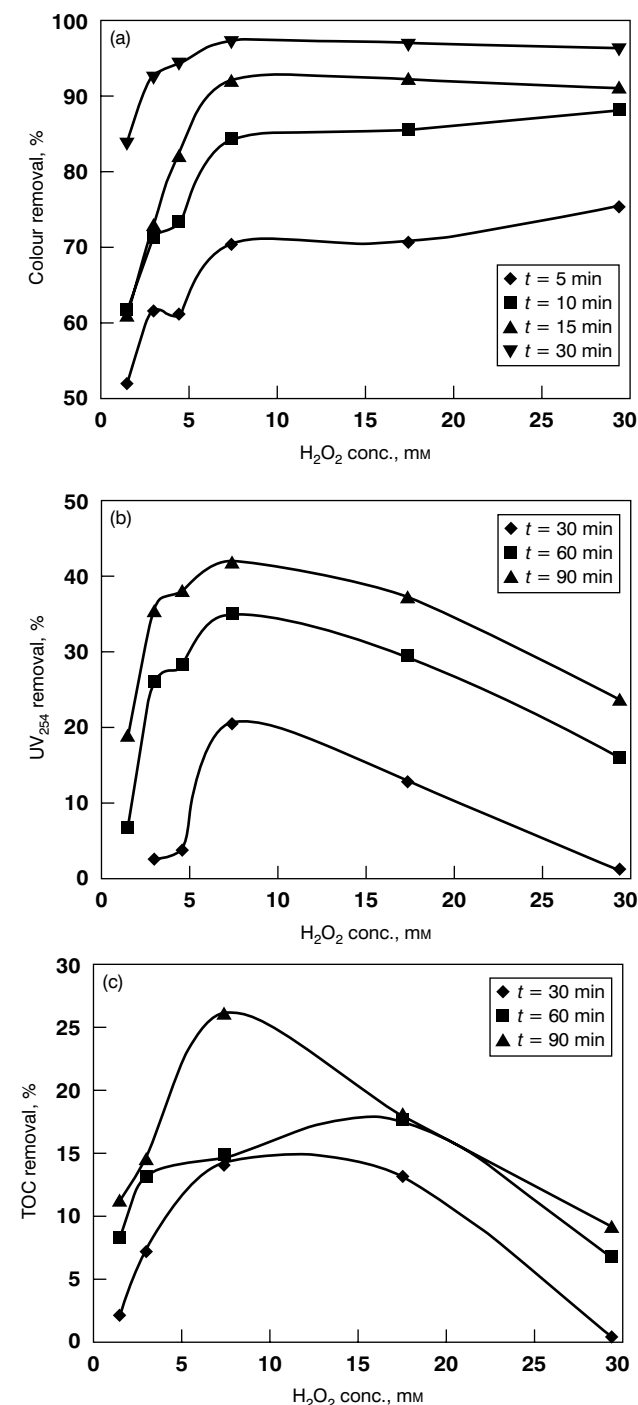 (a)
100
90
80
70
60
50
Colour removal, %
t = 5 min
t = 10 min
t = 15 min
t = 30 min
0 5 10 15 20 25 30
H₂O₂ conc., mM
(b)
50
40
30
20
10
0
UV₂₅₄ removal, %
t = 30 min
t = 60 min
t = 90 min
0 5 10 15 20 25 30
H₂O₂ conc., mM
(c)
30
25
20
15
10
5
0
TOC removal, %
t = 30 min
t = 60 min
t = 90 min
0 5 10 15 20 25 30
H₂O₂ conc., mM